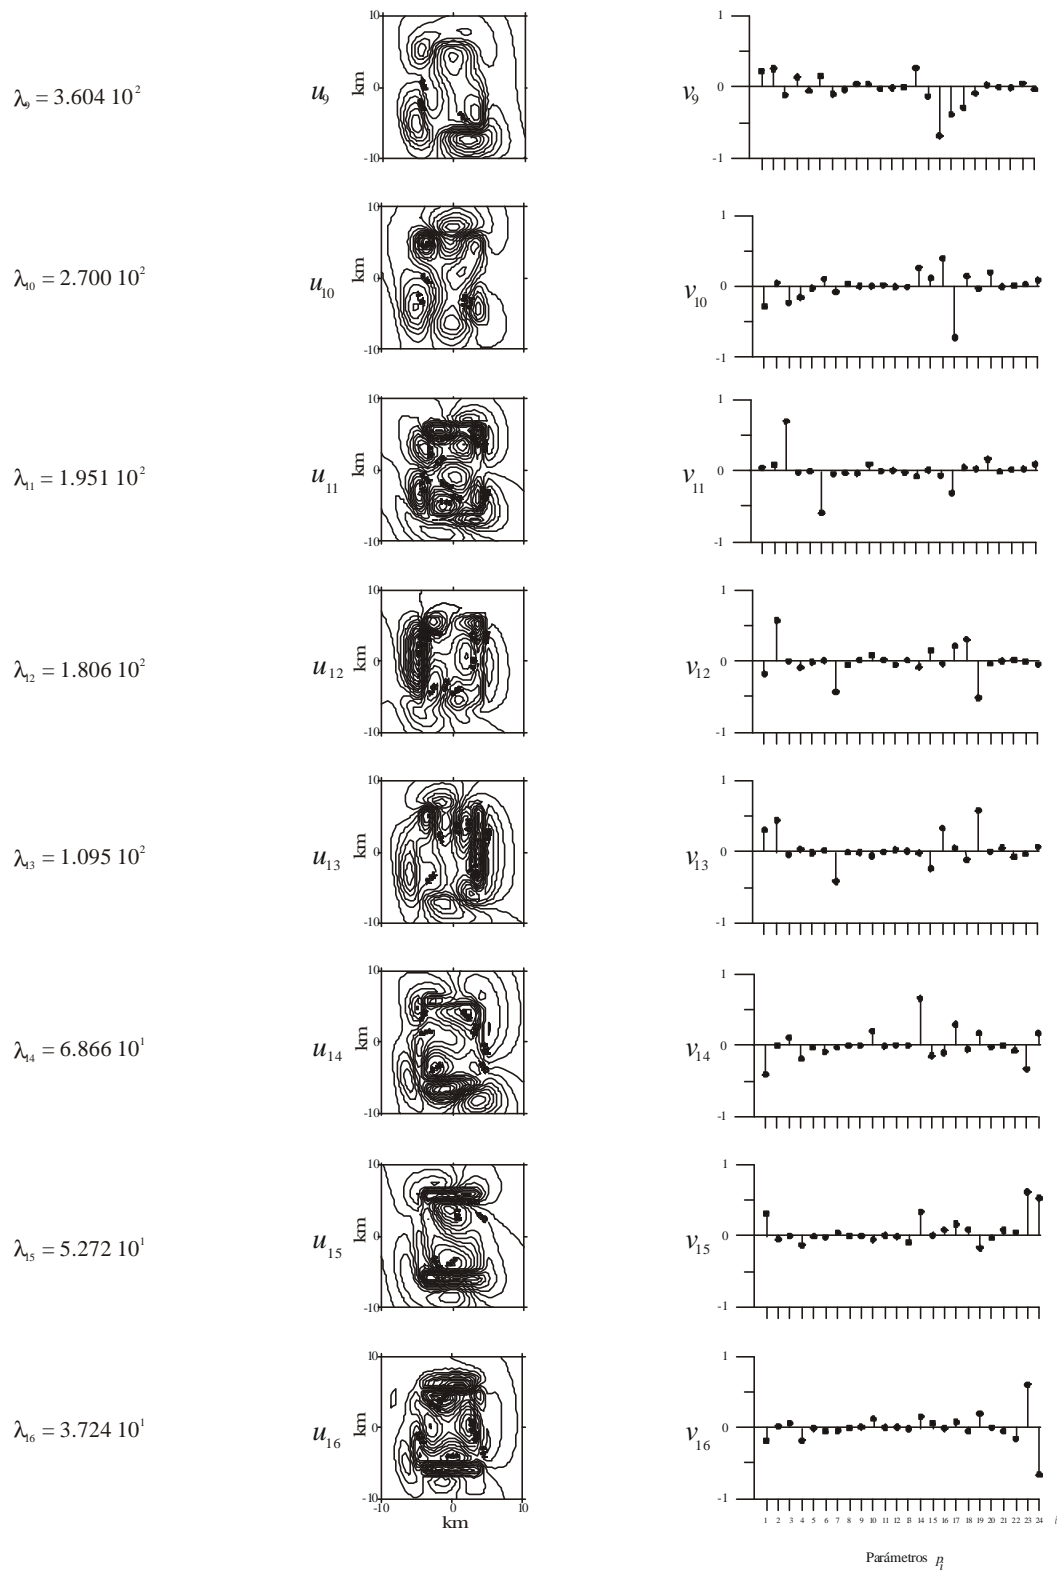 λ9 = 3.604 10²
u9
km
10
0
-10
v9
1
0
-1
λ10 = 2.700 10²
u10
km
10
0
-10
v10
1
0
-1
λ11 = 1.951 10²
u11
km
10
0
-10
v11
1
0
-1
λ12 = 1.806 10²
u12
km
10
0
-10
v12
1
0
-1
λ13 = 1.095 10²
u13
km
10
0
-10
v13
1
0
-1
λ14 = 6.866 10¹
u14
km
10
0
-10
v14
1
0
-1
λ15 = 5.272 10¹
u15
km
10
0
-10
v15
1
0
-1
λ16 = 3.724 10¹
u16
km
10
0
-10
-10 0 10
km
v16
1
0
-1
1 2 3 4 5 6 7 8 9 10 11 12 13 14 15 16 17 18 19 20 21 22 23 24 i
Parámetros pi